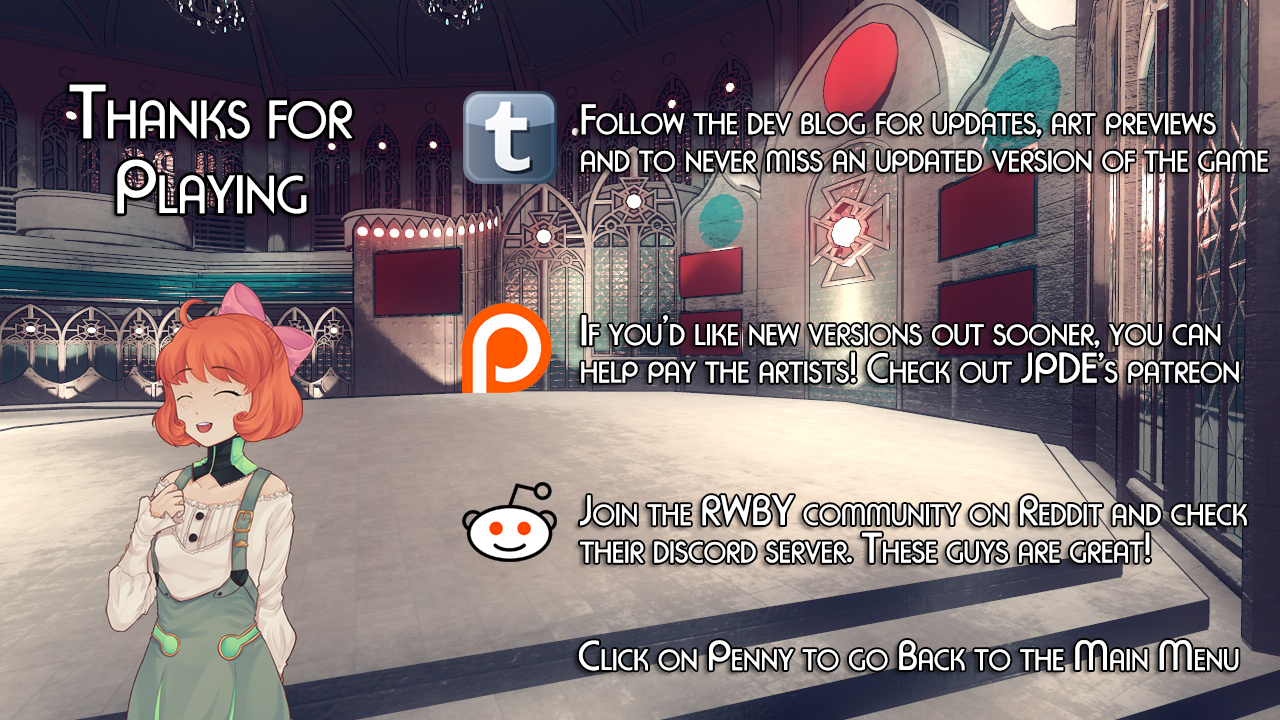 Thanks for
Playing
t
Follow the dev blog for updates, art previews
and to never miss an updated version of the game
If you'd like new versions out sooner, you can
help pay the artists! Check out JPDE's patreon
Join the RWBY community on Reddit and check
their discord server. These guys are great!
Click on Penny to go Back to the Main Menu